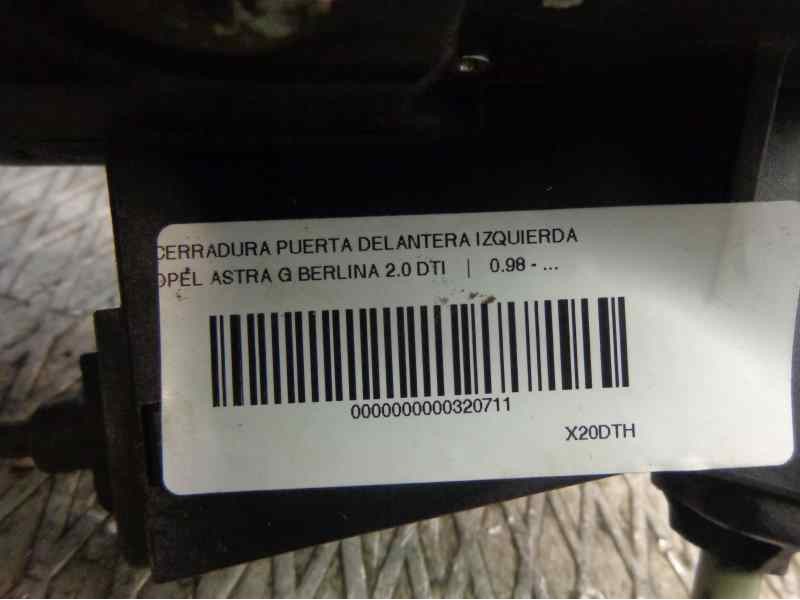 CERRADURA PUERTA DELANTERA IZQUIERDA
OPEL ASTRA G BERLINA 2.0 DTI | 0.98 - ...
0000000000320711
X20DTH